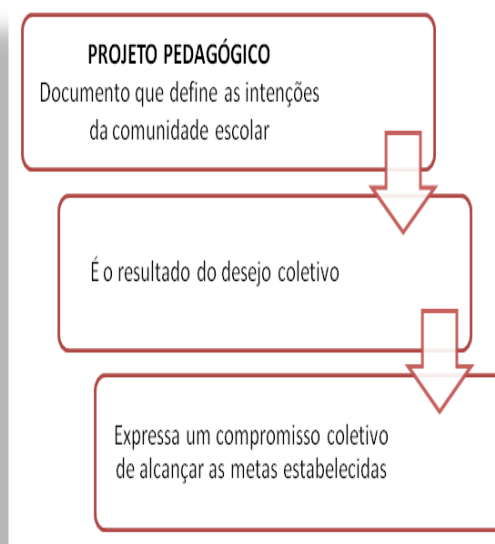 PROJETO PEDAGÓGICO
Documento que define as intenções
da comunidade escolar
É o resultado do desejo coletivo
Expressa um compromisso coletivo
de alcançar as metas estabelecidas